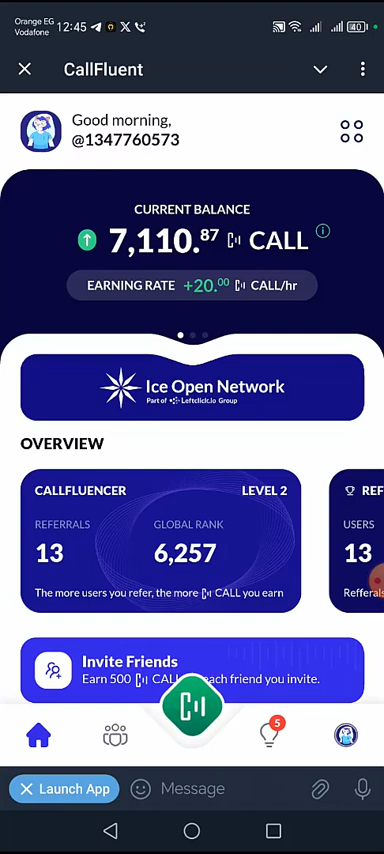 Orange EG
Vodafone
12:45
40
CallFluent
Good morning,
@1347760573
CURRENT BALANCE
7,110.87 CALL
EARNING RATE +20.00 CALL/hr
Ice Open Network
Part of Leftclick.io Group
OVERVIEW
CALLFLUENCER LEVEL 2
REFERRALS GLOBAL RANK
13 6,257
The more users you refer, the more CALL you earn
REF
USERS
13
Refferals
Invite Friends
Earn 500 CALL each friend you invite.
5
Launch App
Message